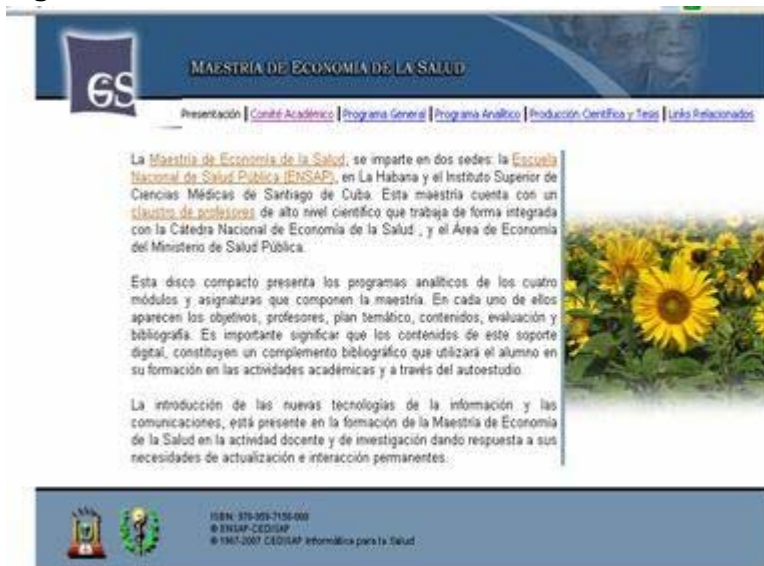 ES
MAESTRÍA DE ECONOMÍA DE LA SALUD
Presentación | Comité Académico | Programa General | Programa Analítico | Producción Científica y Tesis | Links Relacionados
La Maestría de Economía de la Salud, se imparte en dos sedes: la Escuela
Nacional de Salud Pública (ENSAP), en La Habana y el Instituto Superior de
Ciencias Médicas de Santiago de Cuba. Esta maestría cuenta con un
claustro de profesores de alto nivel científico que trabaja de forma integrada
con la Cátedra Nacional de Economía de la Salud , y el Área de Economía
del Ministerio de Salud Pública.
Esta disco compacto presenta los programas analíticos de los cuatro
módulos y asignaturas que componen la maestría. En cada uno de ellos
aparecen los objetivos, profesores, plan temático, contenidos, evaluación y
bibliografía. Es importante significar que los contenidos de este soporte
digital, constituyen un complemento bibliográfico que utilizará el alumno en
su formación en las actividades académicas y a través del autoestudio.
La introducción de las nuevas tecnologías de la información y las
comunicaciones, está presente en la formación de la Maestría de Economía
de la Salud en la actividad docente y de investigación dando respuesta a sus
necesidades de actualización e interacción permanentes.
ISBN:
® ENSAP-CEDISAP
® 1997-2007 CEDISAP Informática para la Salud